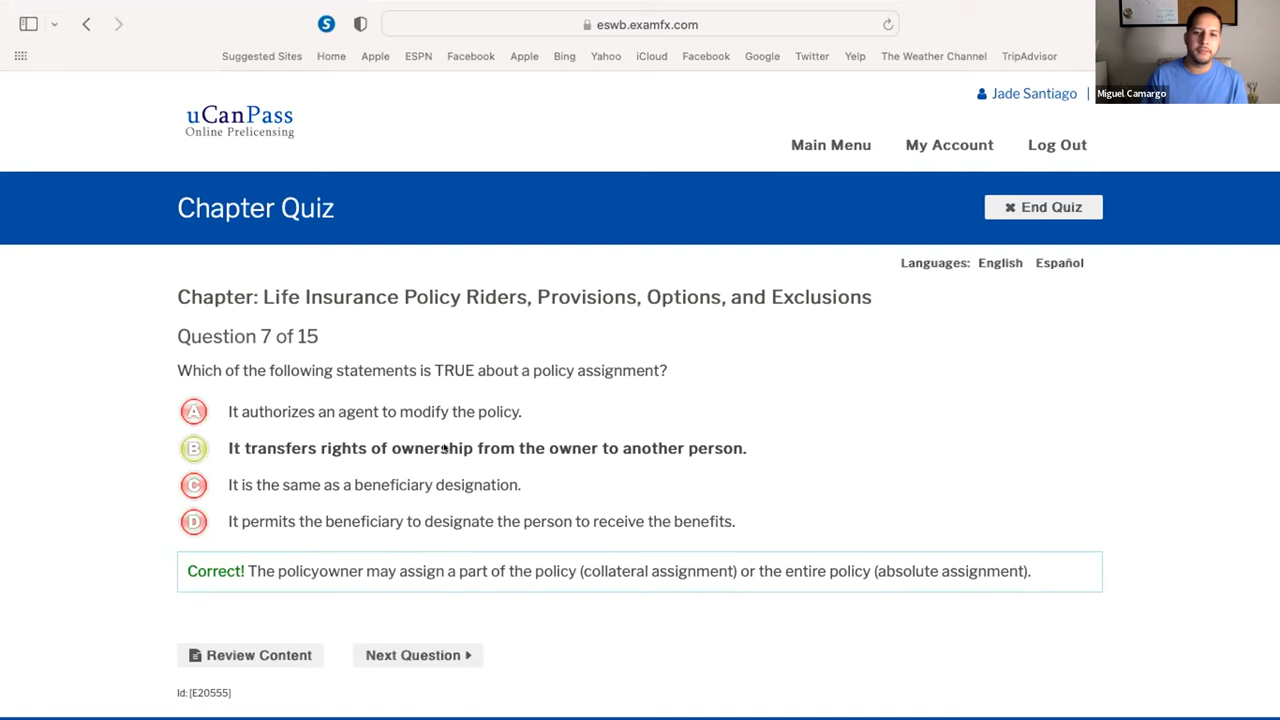 eswb.examfx.com
Suggested Sites Home Apple ESPN Facebook Apple Bing Yahoo iCloud Facebook Google Twitter Yelp The Weather Channel TripAdvisor
Miguel Camargo
Jade Santiago |
uCanPass
Online Prelicensing
Main Menu My Account Log Out
Chapter Quiz
End Quiz
Languages: English Español
Chapter: Life Insurance Policy Riders, Provisions, Options, and Exclusions
Question 7 of 15
Which of the following statements is TRUE about a policy assignment?
A It authorizes an agent to modify the policy.
B It transfers rights of ownership from the owner to another person.
C It is the same as a beneficiary designation.
D It permits the beneficiary to designate the person to receive the benefits.
Correct! The policyowner may assign a part of the policy (collateral assignment) or the entire policy (absolute assignment).
Review Content Next Question
Id: [E20555]